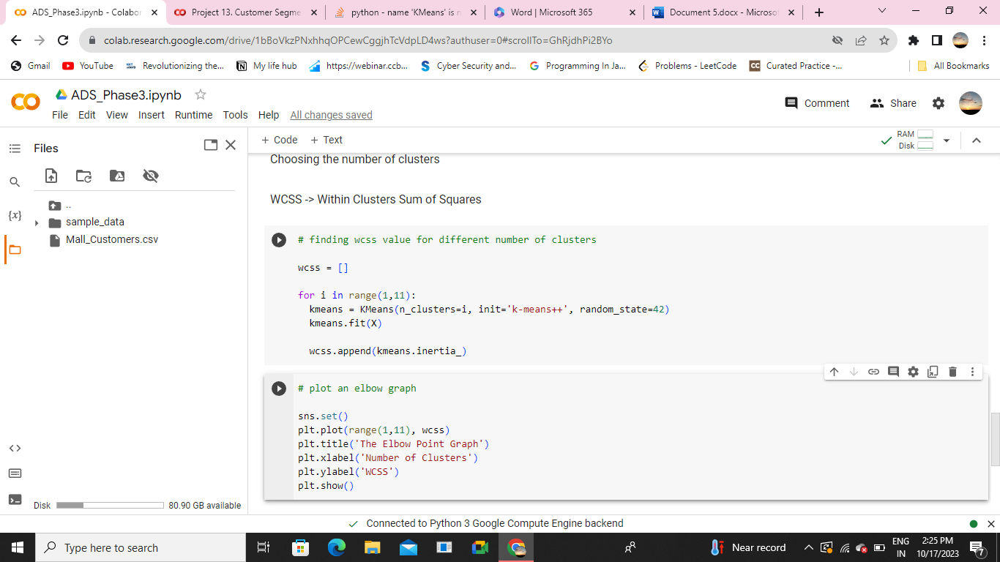 ADS_Phase3.ipynb - Colabor
Project 13. Customer Segme
python - name 'KMeans' is n
Word | Microsoft 365
Document 5.docx - Microso
colab.research.google.com/drive/1bBoVkzPNxhhqOPCewCggjhTcVdpLD4ws?authuser=0#scrollTo=GhRjdhPi2BYo
Gmail YouTube Revolutionizing the... My life hub https://webinar.ccb... Cyber Security and... Programming In Ja... Problems - LeetCode CC Curated Practice -... All Bookmarks
ADS_Phase3.ipynb
File Edit View Insert Runtime Tools Help All changes saved
Comment Share
Files
+ Code + Text
RAM
Disk
..
sample_data
Mall_Customers.csv
{x}
Choosing the number of clusters
WCSS -> Within Clusters Sum of Squares
# finding wcss value for different number of clusters
wcss = []
for i in range(1,11):
kmeans = KMeans(n_clusters=i, init='k-means++', random_state=42)
kmeans.fit(X)
wcss.append(kmeans.inertia_)
# plot an elbow graph
sns.set()
plt.plot(range(1,11), wcss)
plt.title('The Elbow Point Graph')
plt.xlabel('Number of Clusters')
plt.ylabel('WCSS')
plt.show()
Disk 80.90 GB available
Connected to Python 3 Google Compute Engine backend
Type here to search
Near record
ENG
IN
2:25 PM
10/17/2023
7